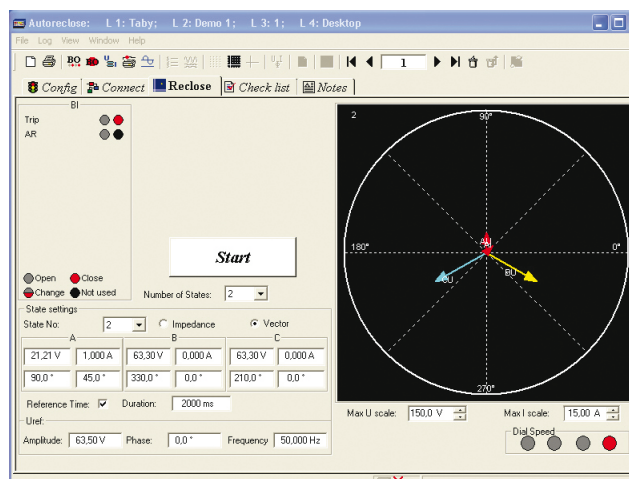 Autoreclose:   L 1: Taby;   L 2: Demo 1;   L 3: 1;   L 4: Desktop
File Log View Window Help
BO
1
Config Connect Reclose Check list Notes
BI
Trip
AR
Open Close
Change Not used
Start
Number of States: 2
State settings
State No: 2 Impedance Vector
A B C
21,21 V 1,000 A 63,30 V 0,000 A 63,30 V 0,000 A
90,0 ° 45,0 ° 330,0 ° 0,0 ° 210,0 ° 0,0 °
Reference Time: Duration: 2000 ms
Uref:
Amplitude: 63,50 V Phase: 0,0 ° Frequency 50,000 Hz
2
90°
180°
0°
CU
BU
270°
Max U scale: 150,0 V Max I scale: 15,00 A
Dial Speed